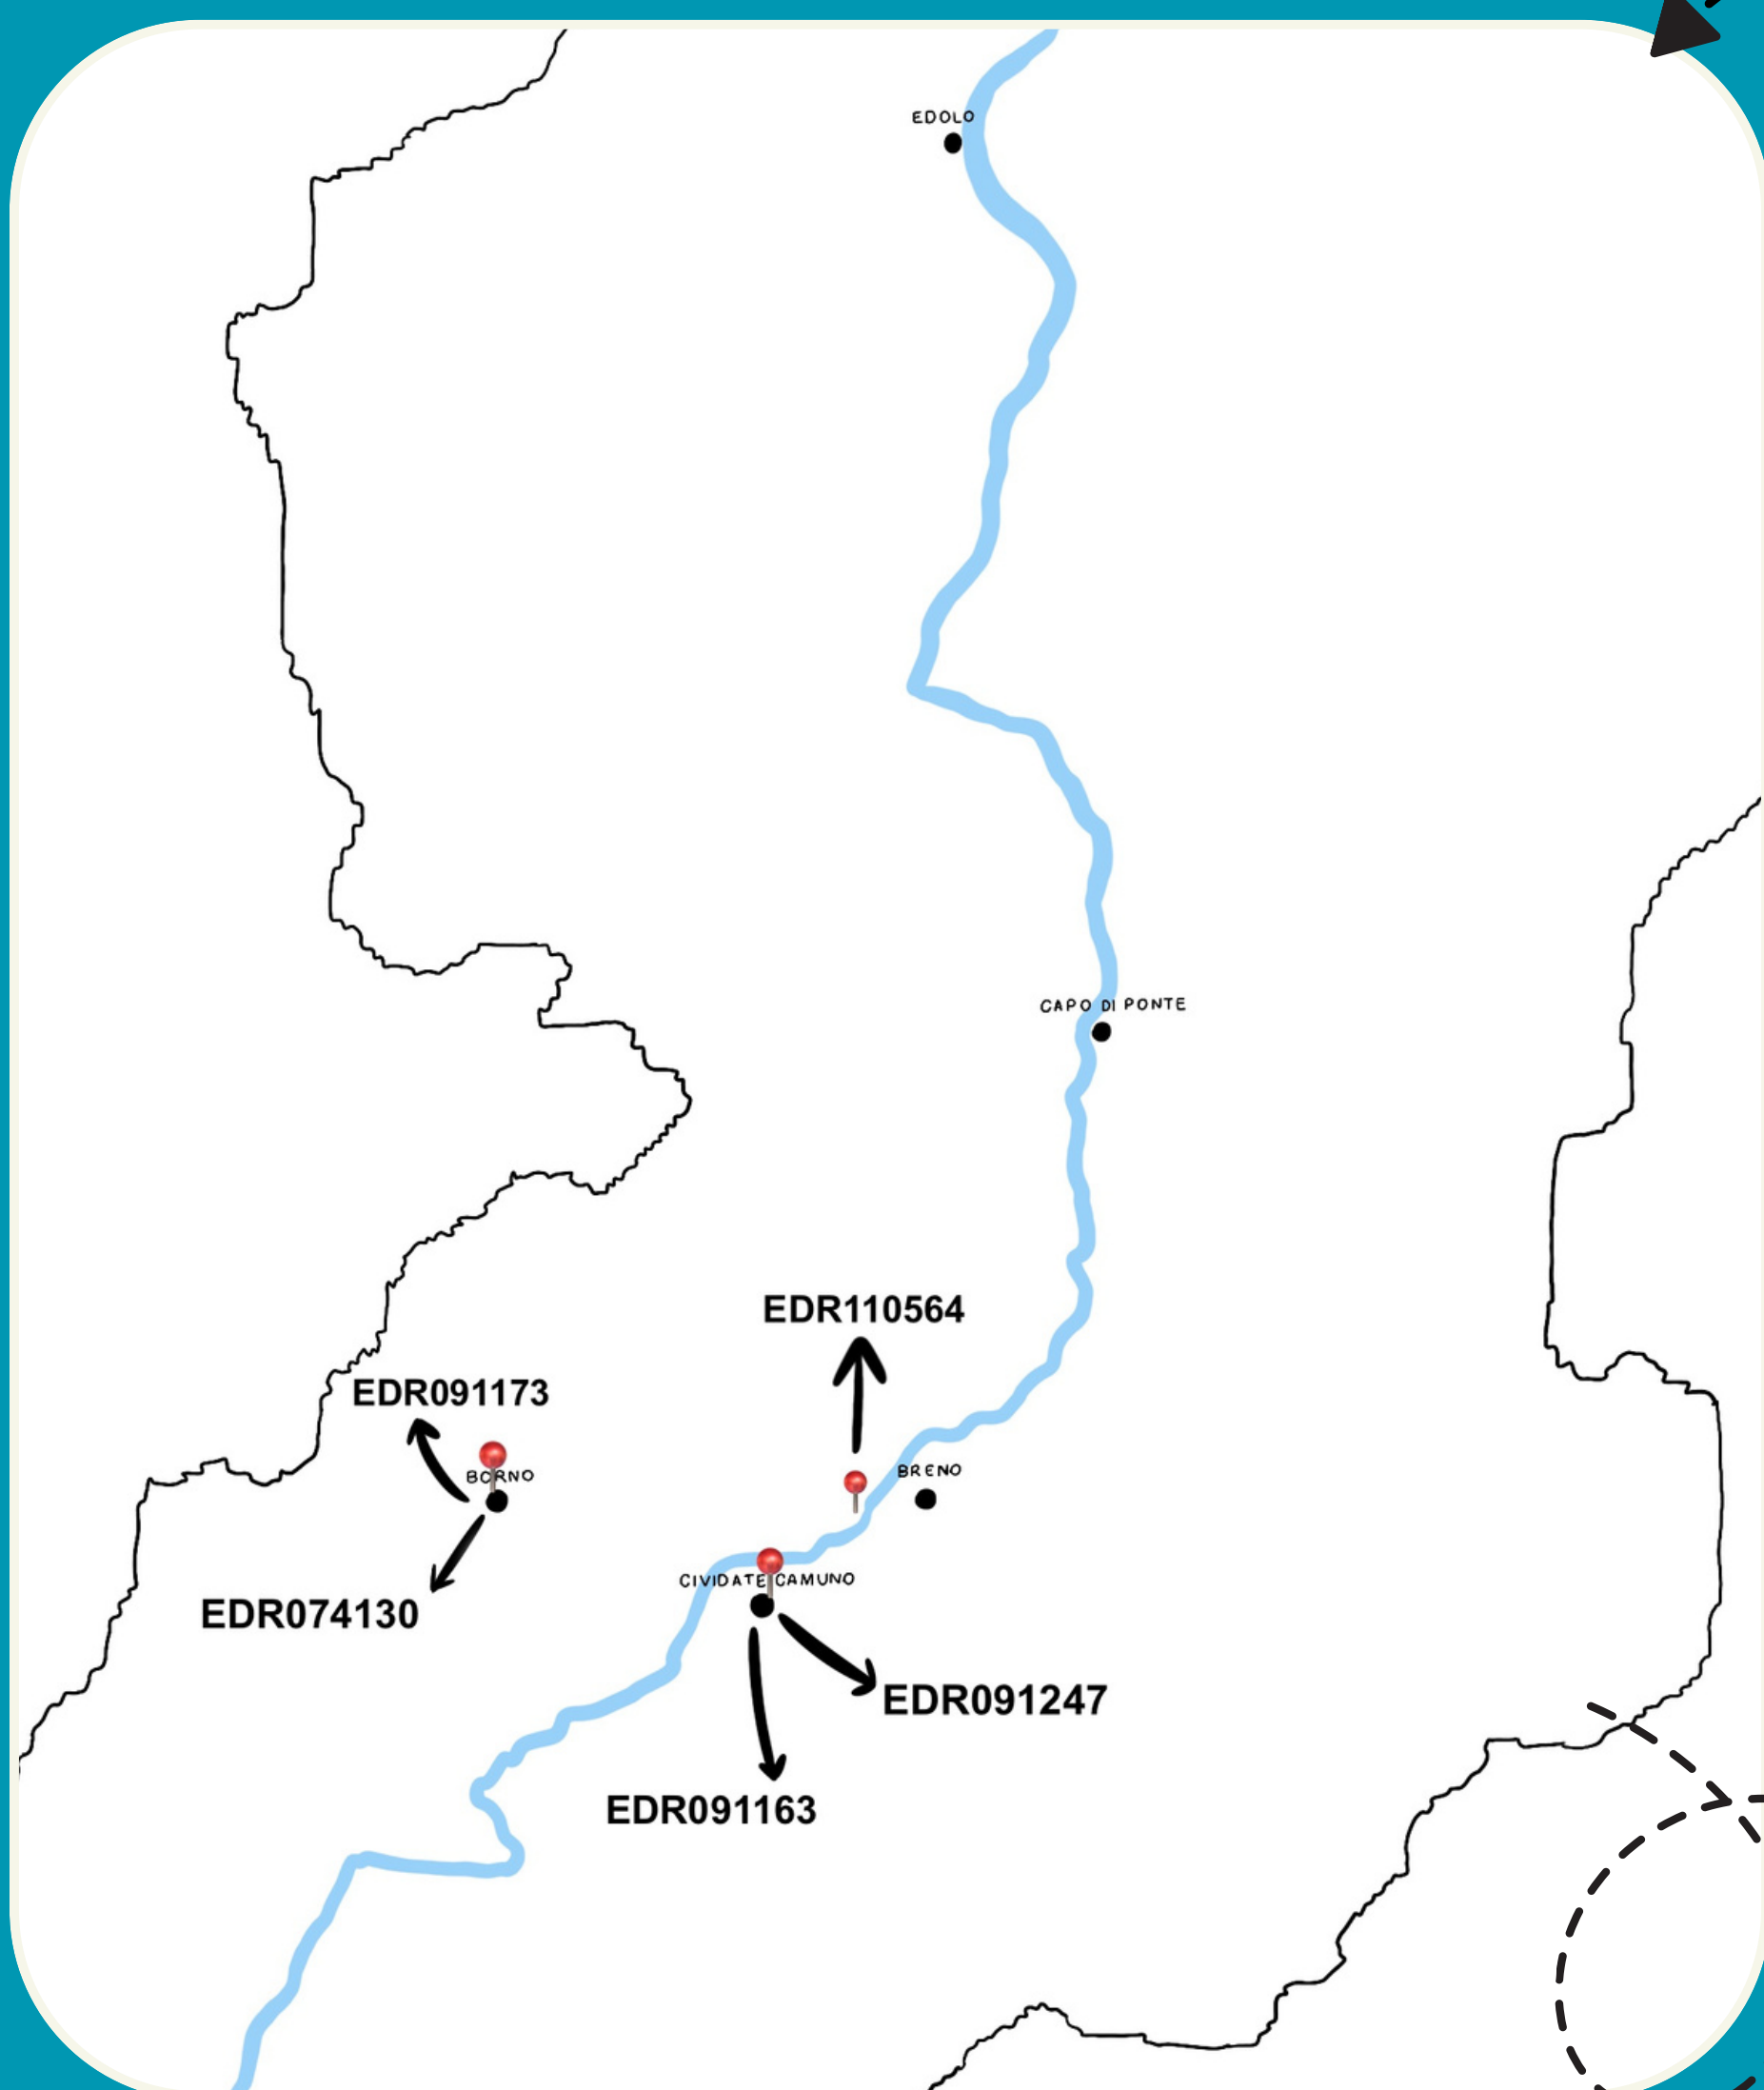 EDOLO
CAPO DI PONTE
EDR110564
EDR091173
BRENO
BORNO
CIVIDATE CAMUNO
EDR074130
EDR091247
EDR091163